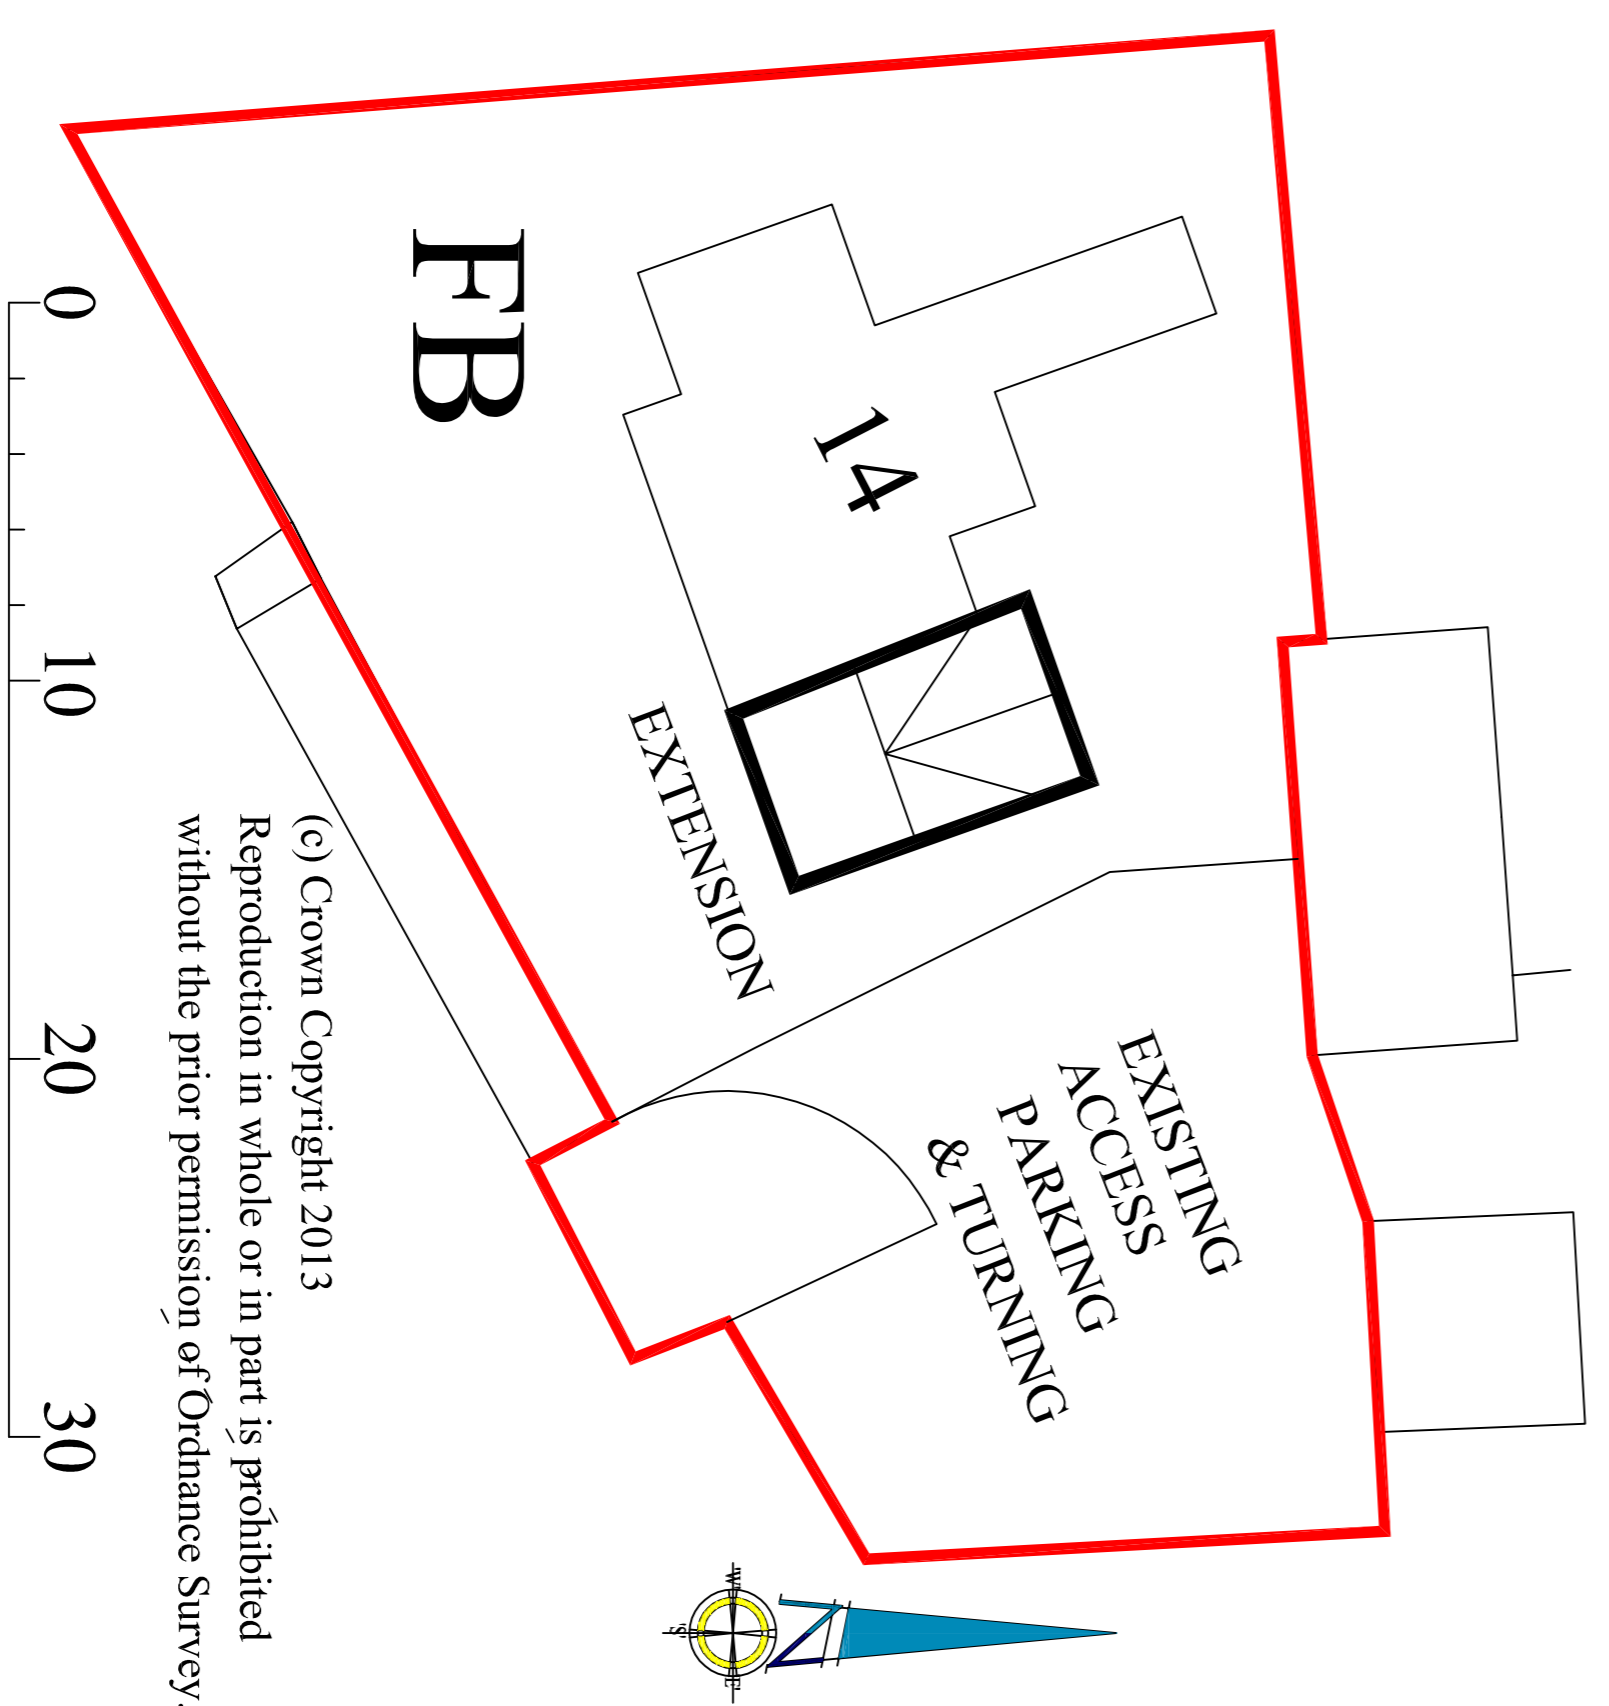 14
FB
EXTENSION
EXISTING
ACCESS
PARKING
& TURNING
(c) Crown Copyright 2013
Reproduction in whole or in part is prohibited
without the prior permission of Ordnance Survey.
0 10 20 30
N
W
E
S